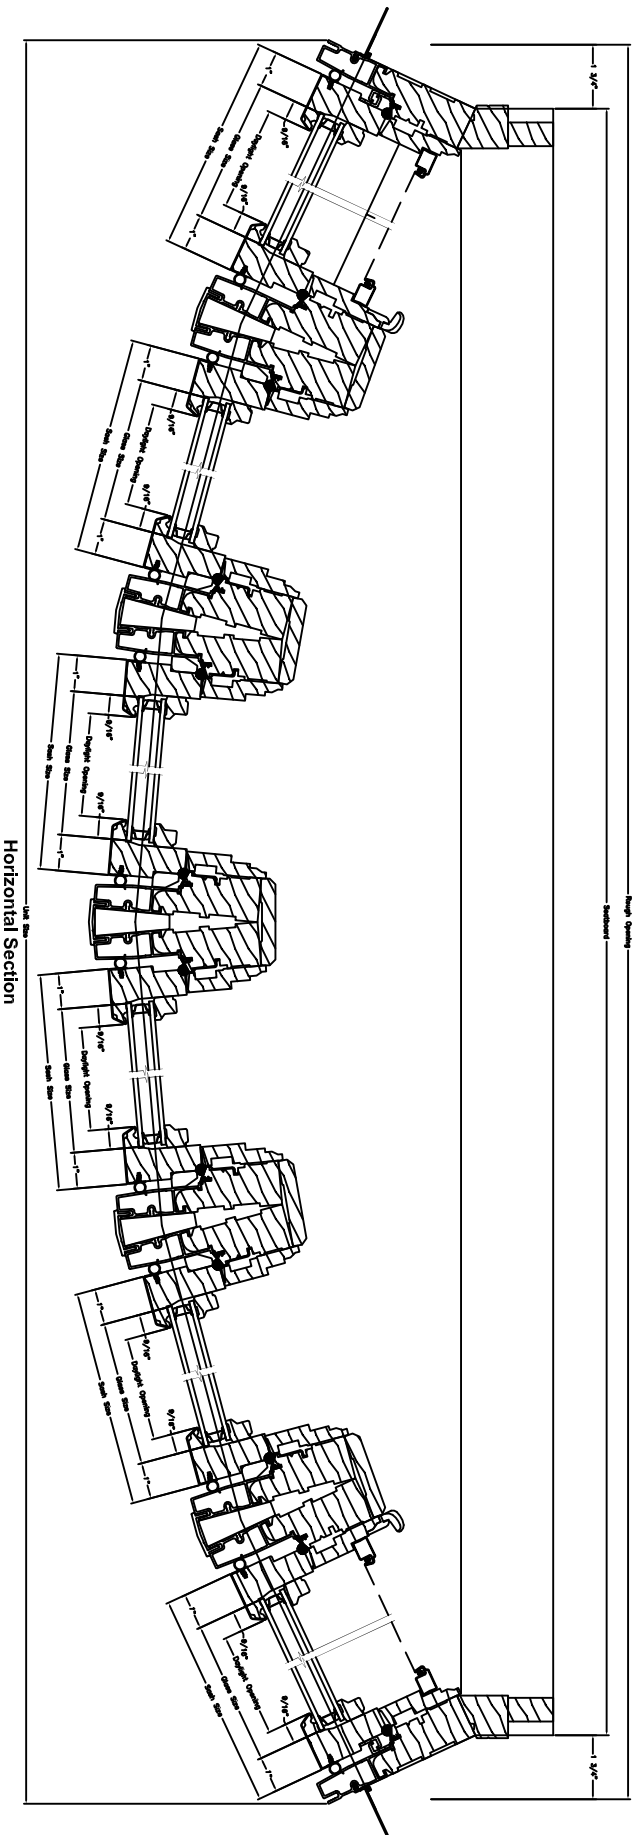 Rough Opening
1 3/4"
1 3/4"
Seatboard
9/16"
Daylight Opening
9/16"
1"
Glass Size
1"
Sash Size
9/16"
Daylight Opening
9/16"
1"
Glass Size
1"
Sash Size
9/16"
Daylight Opening
9/16"
1"
Glass Size
1"
Sash Size
9/16"
Daylight Opening
9/16"
1"
Glass Size
1"
Sash Size
9/16"
Daylight Opening
9/16"
1"
Glass Size
1"
Sash Size
9/16"
Daylight Opening
9/16"
1"
Glass Size
1"
Sash Size
Unit Size
Horizontal Section